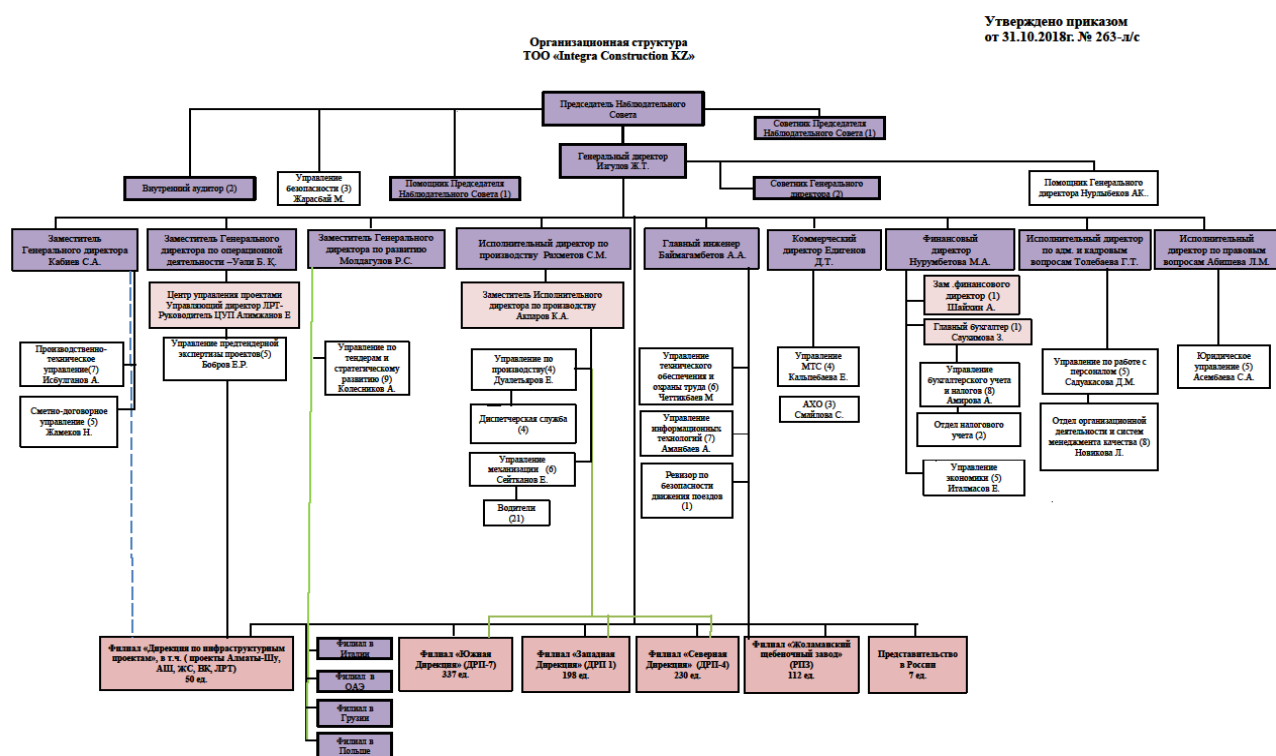 Утверждено приказом
от 31.10.2018г. № 263-л/с
Организационная структура
ТОО «Integra Construction KZ»
Председатель Наблюдательного
Совета
Советник Председателя
Наблюдательного Совета (1)
Генеральный директор
Изгулов Ж.Т.
Внутренний аудитор (2)
Управление
безопасности (3)
Жарасбай М.
Помощник Председателя
Наблюдательного Совета (1)
Советник Генерального
директора (2)
Помощник Генерального
директора Нурлыбеков АК..
Заместитель
Генерального директора
Кабиев С.А.
Заместитель Генерального
директора по операционной
деятельности –Уали Б. Қ.
Заместитель Генерального
директора по развитию
Молдагулов Р.С.
Исполнительный директор по
производству Рахметов С.М.
Главный инженер
Баймагамбетов А.А.
Коммерческий
директор Едигенов
Д.Т.
Финансовый
директор
Нурумбетова М.А.
Исполнительный директор
по адм. и кадровым
вопросам Толебаева Г.Т.
Исполнительный
директор по правовым
вопросам Абишева Л.М.
Центр управления проектами
Управляющий директор ЛРТ-
Руководитель ЦУП Алимжанов Е
Заместитель Исполнительного
директора по производству
Акпаров К.А.
Зам .финансового
директор (1)
Шайхин А.
Главный бухгалтер (1)
Саухимова З.
Производственно-
техническое
управление(7)
Исбулганов А.
Управление предтендерной
экспертизы проектов(5)
Бобров Е.Р.
Управление по
тендерам и
стратегическому
развитию (9)
Колесников А.
Управление по
производству(4)
Дуалетьяров Е.
Управление
технического
обеспечения и
охраны труда (6)
Четтикбаев М
Управление
МТС (4)
Кальпебаева Е.
Управление
бухгалтерского учета
и налогов (8)
Амирова А.
Управление по работе с
персоналом (5)
Садуакасова Д.М.
Юридическое
управление (5)
Асембаева С.А.
Сметно-договорное
управление (5)
Жамеков Н.
Диспетчерская служба
(4)
Управление
информационных
технологий (7)
Аманбаев А.
АХО (3)
Смайлова С.
Отдел налогового
учета (2)
Отдел организационной
деятельности и систем
менеджмента качества (8)
Новикова Л.
Управление
механизации (6)
Сейтканов Е.
Ревизор по
безопасности
движения поездов
(1)
Управление
экономики (5)
Италмасов Е.
Водители
(21)
Филиал «Дирекция по инфраструктурным
проектам», в т.ч. ( проекты Алматы-Шу,
АШ, ЖС, ВК, ЛРТ)
50 ед.
Филиал в
Италии
Филиал в
ОАЭ
Филиал в
Грузии
Филиал в
Польше
Филиал «Южная
Дирекция» (ДРП-7)
337 ед.
Филиал «Западная
Дирекция» (ДРП 1)
198 ед.
Филиал «Северная
Дирекция» (ДРП-4)
230 ед.
Филиал «Жоламанский
щебеночный завод»
(РПЗ)
112 ед.
Представительство
в России
7 ед.